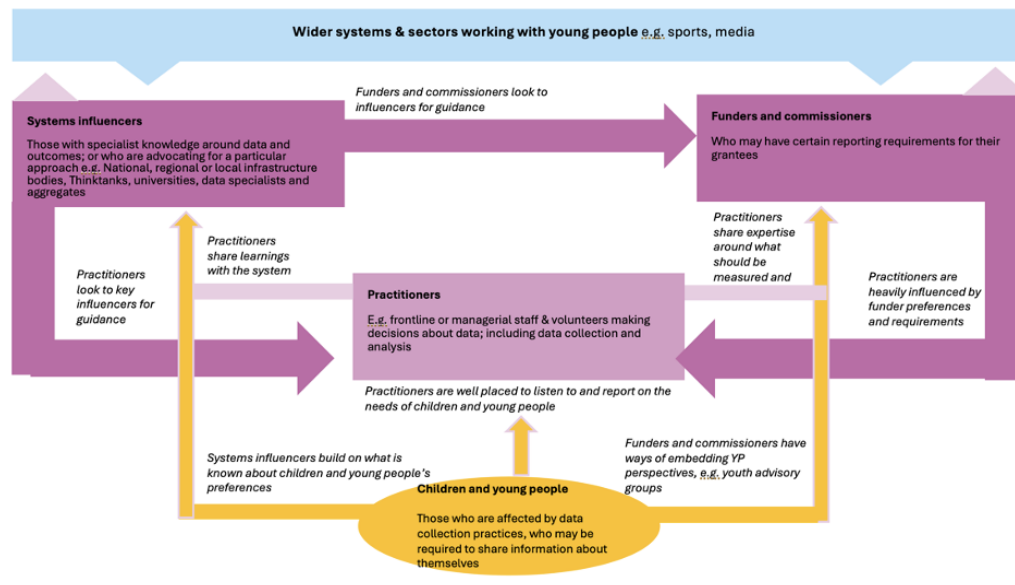 Wider systems & sectors working with young people e.g. sports, media
Funders and commissioners look to
influencers for guidance
Systems influencers
Those with specialist knowledge around data and
outcomes; or who are advocating for a particular
approach e.g. National, regional or local infrastructure
bodies, Thinktanks, universities, data specialists and
aggregates
Funders and commissioners
Who may have certain reporting requirements for their
grantees
Practitioners
look to key
influencers for
guidance
Practitioners
share learnings
with the system
Practitioners
share expertise
around what
should be
measured and
Practitioners are
heavily influenced by
funder preferences
and requirements
Practitioners
E.g. frontline or managerial staff & volunteers making
decisions about data; including data collection and
analysis
Practitioners are well placed to listen to and report on the
needs of children and young people
Systems influencers build on what is
known about children and young people's
preferences
Funders and commissioners have
ways of embedding YP
perspectives, e.g. youth advisory
groups
Children and young people
Those who are affected by data
collection practices, who may be
required to share information about
themselves